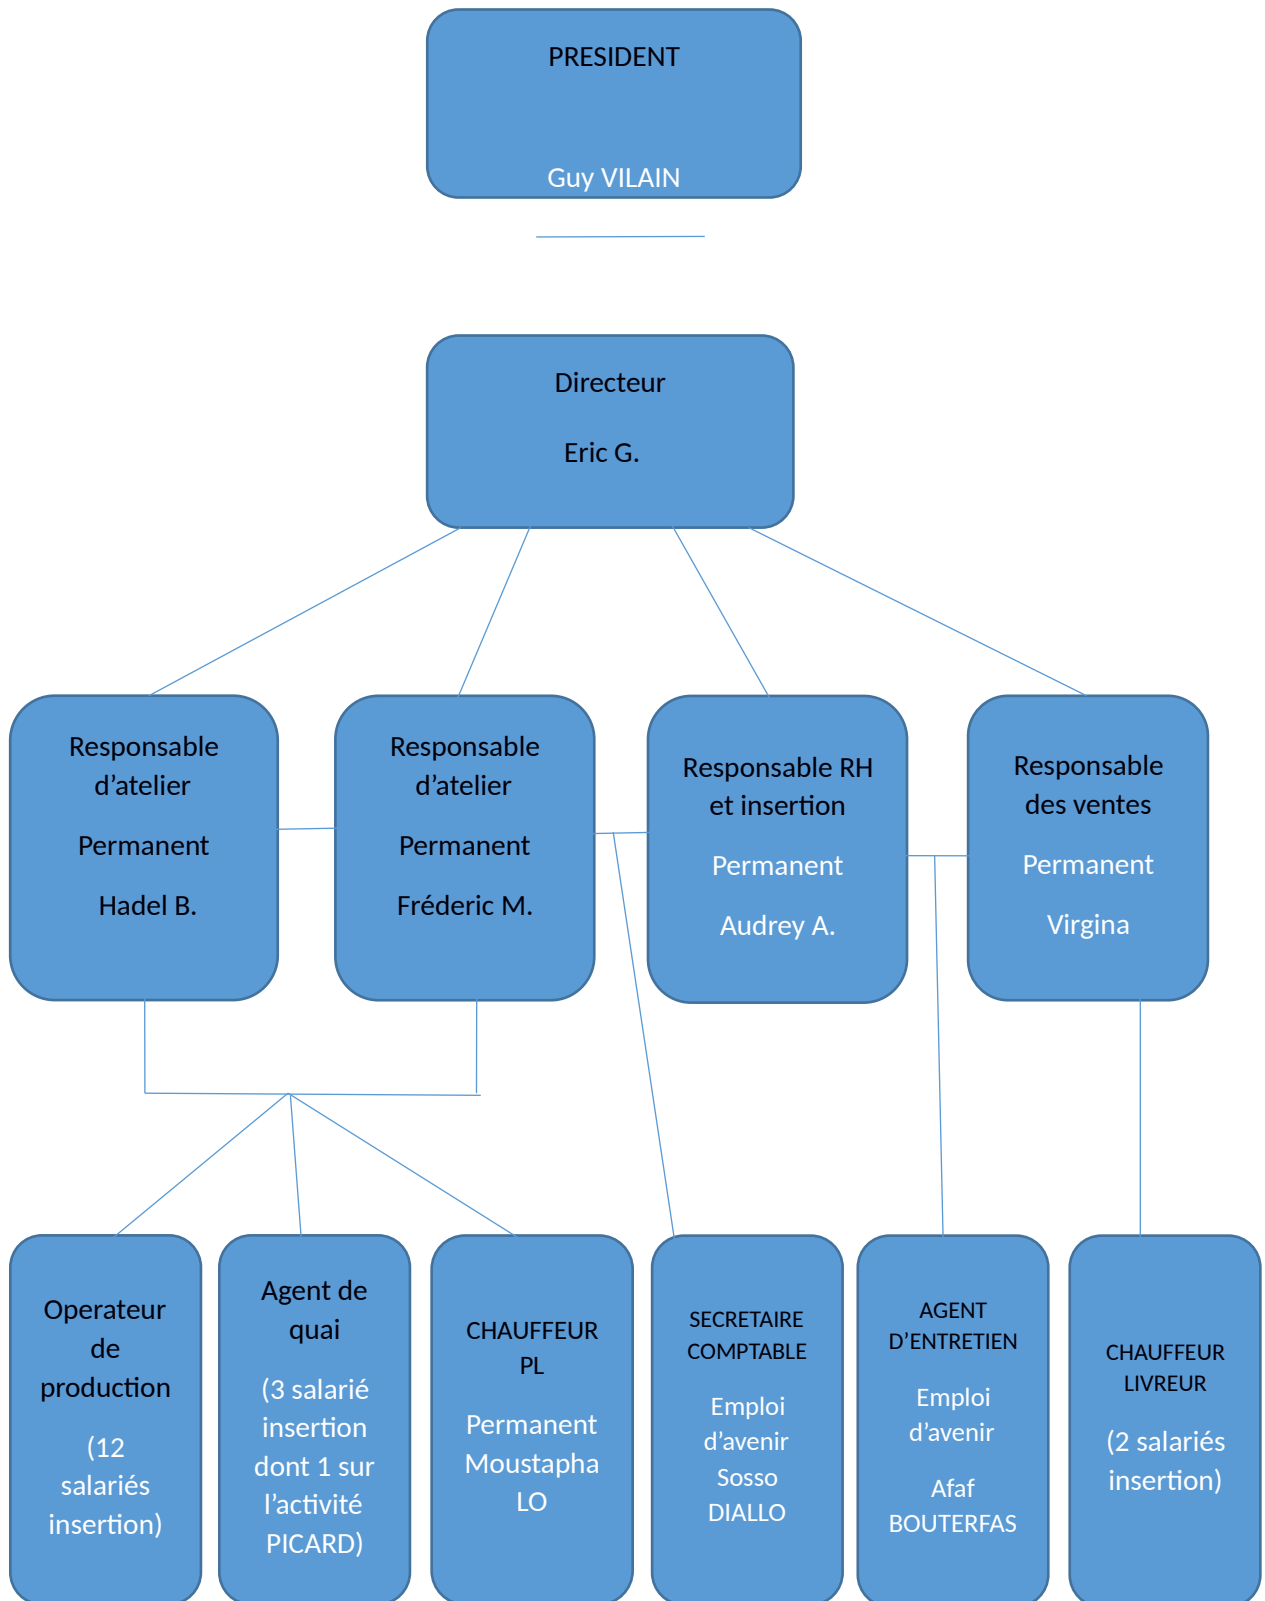 PRESIDENT
Guy VILAIN
Directeur
Eric G.
Responsable
d’atelier
Permanent
Hadel B.
Responsable
d’atelier
Permanent
Fréderic M.
Responsable RH
et insertion
Permanent
Audrey A.
Responsable
des ventes
Permanent
Virgina
Operateur
de
production
(12
salariés
insertion)
Agent de
quai
(3 salarié
insertion
dont 1 sur
l’activité
PICARD)
CHAUFFEUR
PL
Permanent
Moustapha
LO
SECRETAIRE
COMPTABLE
Emploi
d’avenir
Sosso
DIALLO
AGENT
D’ENTRETIEN
Emploi
d’avenir
Afaf
BOUTERFAS
CHAUFFEUR
LIVREUR
(2 salariés
insertion)